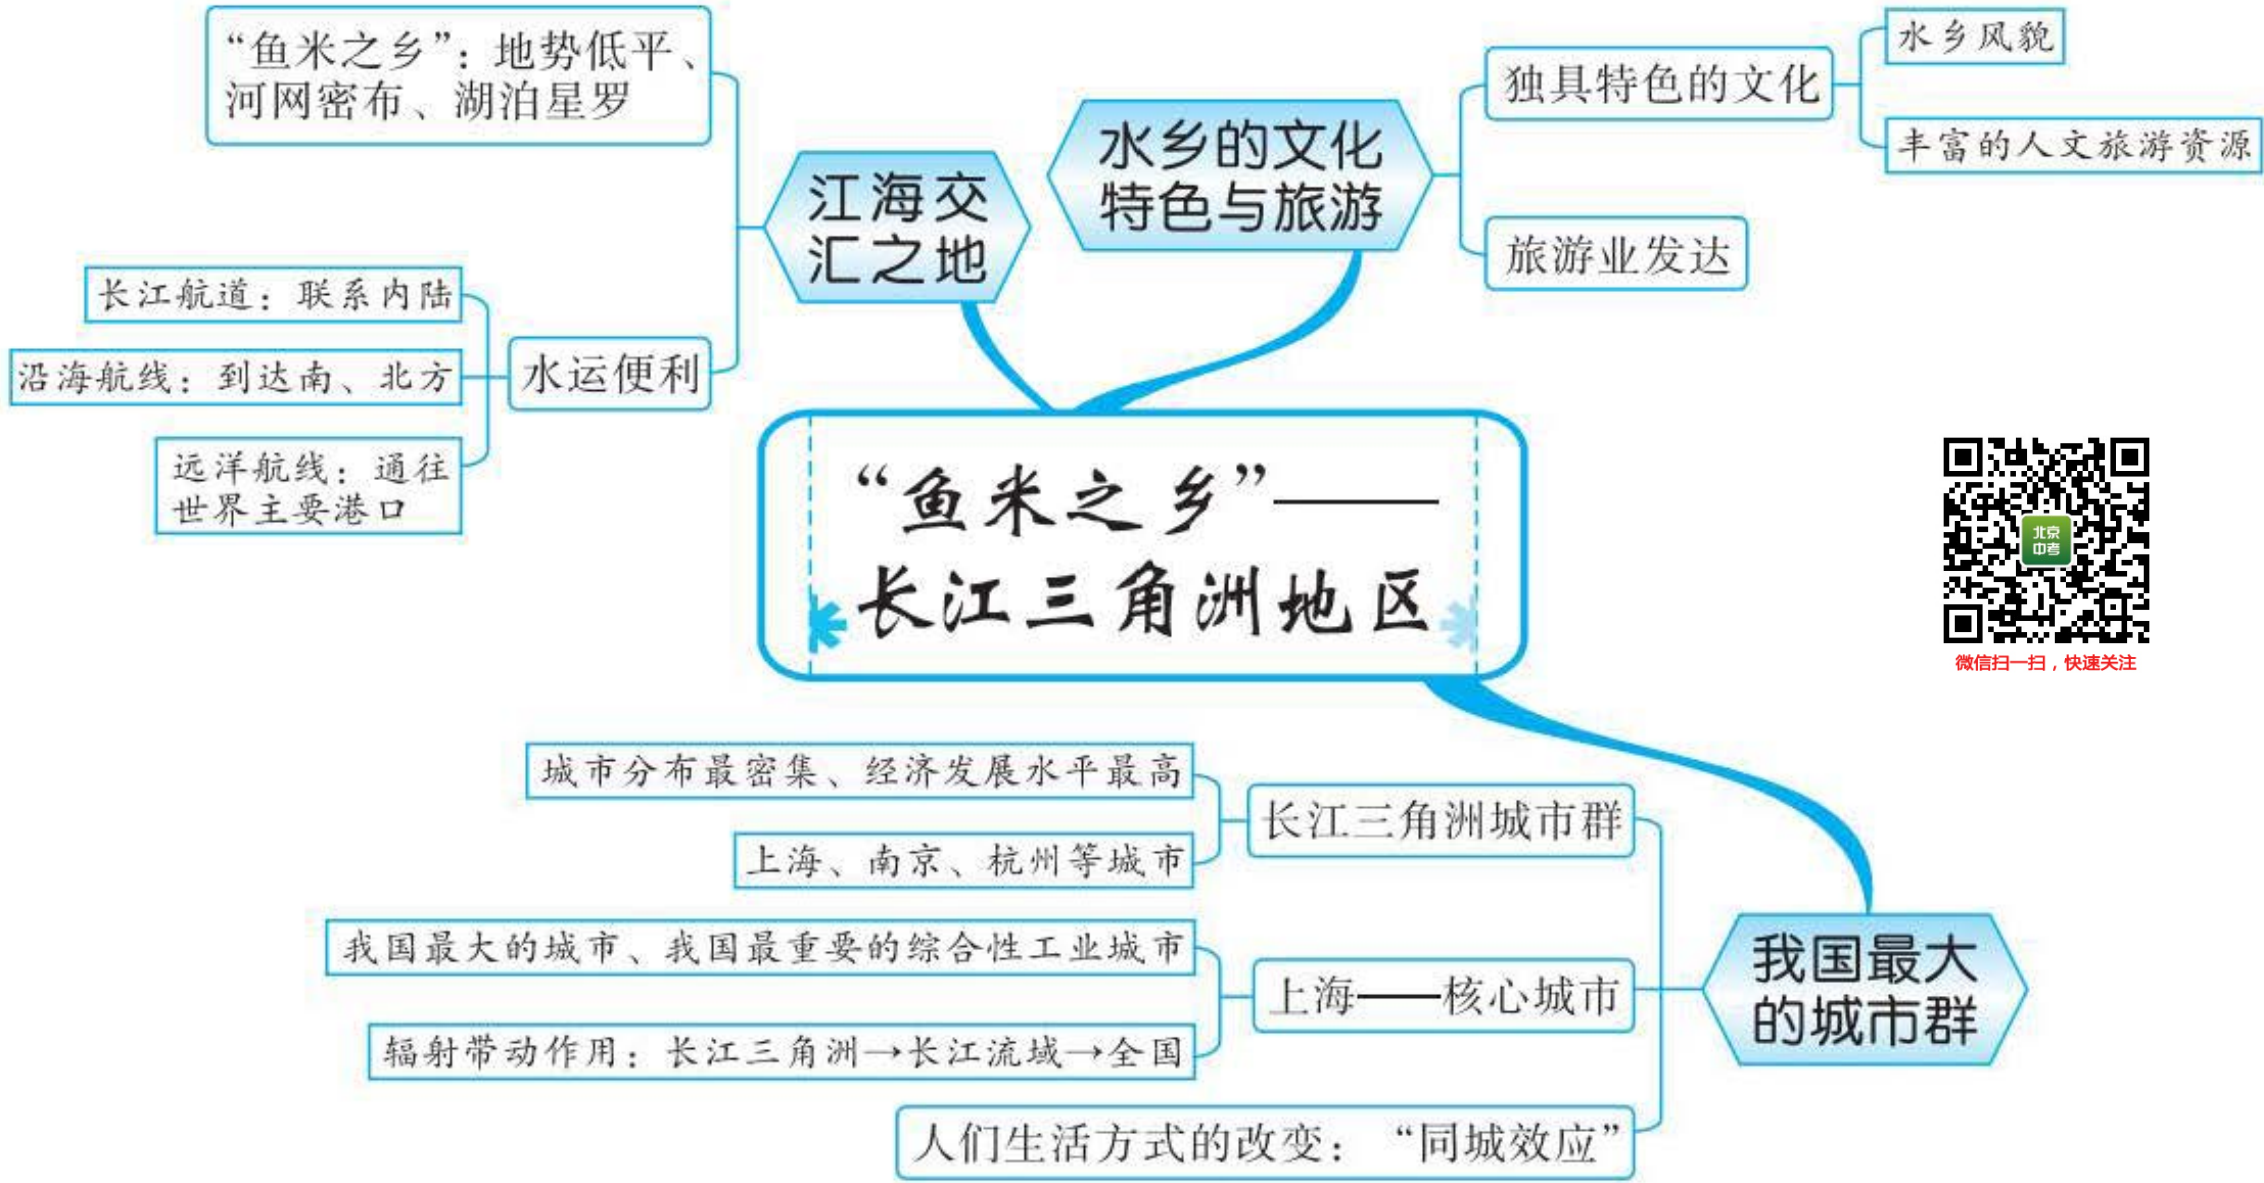 “鱼米之乡”：地势低平、
河网密布、湖泊星罗
江海交
汇之地
长江航道：联系内陆
沿海航线：到达南、北方
远洋航线：通往
世界主要港口
水运便利
水乡的文化
特色与旅游
独具特色的文化
水乡风貌
丰富的人文旅游资源
旅游业发达
“鱼米之乡”——
长江三角洲地区
北京
中考
微信扫一扫，快速关注
城市分布最密集、经济发展水平最高
上海、南京、杭州等城市
长江三角洲城市群
我国最大的城市、我国最重要的综合性工业城市
辐射带动作用：长江三角洲→长江流域→全国
上海——核心城市
人们生活方式的改变：“同城效应”
我国最大
的城市群